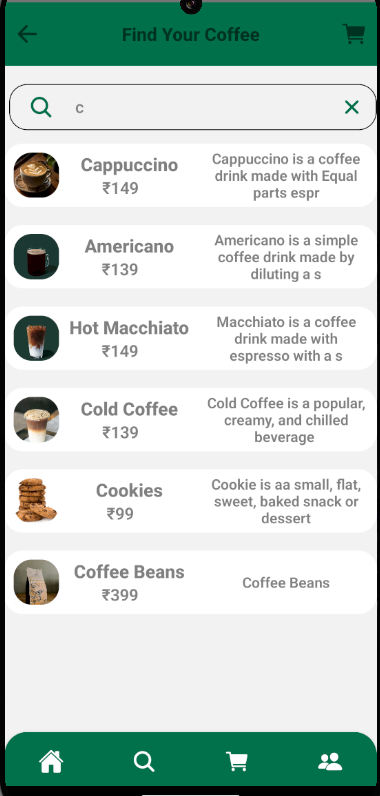 Find Your Coffee
c
Cappuccino
₹149
Cappuccino is a coffee
drink made with Equal
parts espr
Americano
₹139
Americano is a simple
coffee drink made by
diluting a s
Hot Macchiato
₹149
Macchiato is a coffee
drink made with
espresso with a s
Cold Coffee
₹139
Cold Coffee is a popular,
creamy, and chilled
beverage
Cookies
₹99
Cookie is aa small, flat,
sweet, baked snack or
dessert
Coffee Beans
₹399
Coffee Beans